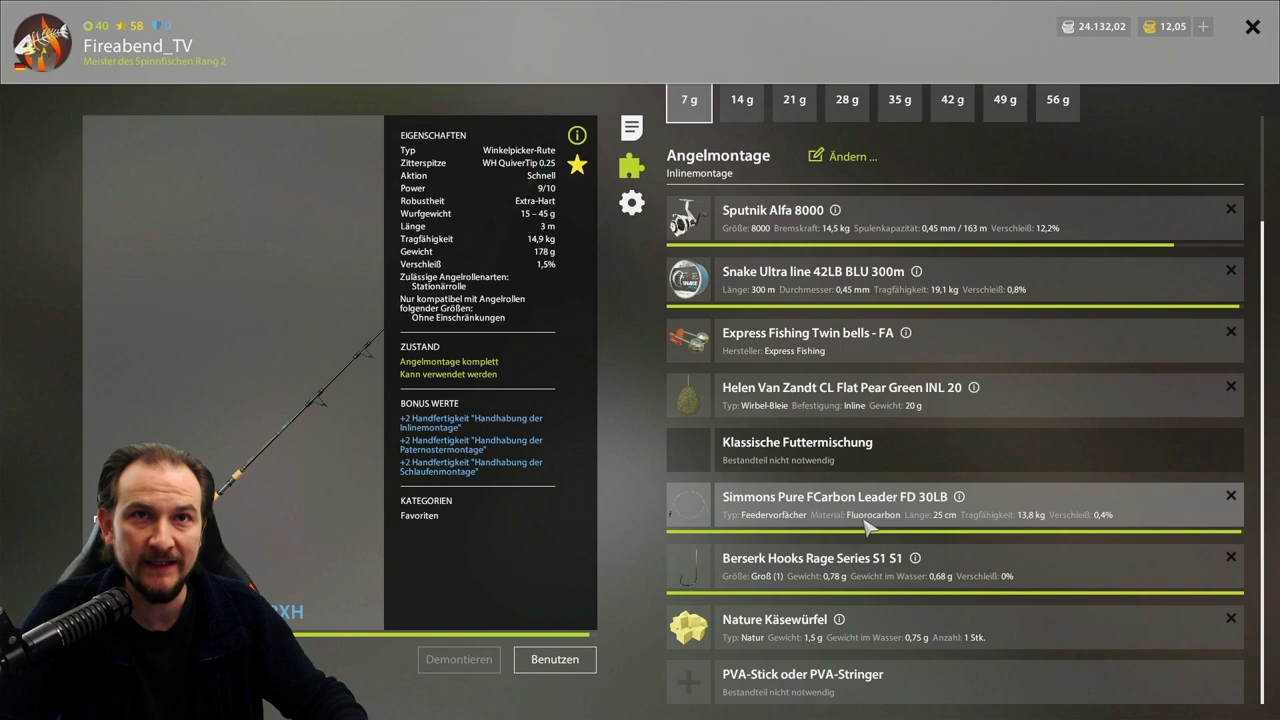 40 58 0
Fireabend_TV
Meister des Spinnfischen Rang 2
24.132,02 12,05
EIGENSCHAFTEN
Typ Winkelpicker-Rute
Zitterspitze WH QuiverTip 0.25
Aktion Schnell
Power 9/10
Robustheit Extra-Hart
Wurfgewicht 15 – 45 g
Länge 3 m
Tragfähigkeit 14,9 kg
Gewicht 178 g
Verschleiß 1,5%
Zulässige Angelrollenarten:
Stationärrolle
Nur kompatibel mit Angelrollen
folgender Größen:
Ohne Einschränkungen
ZUSTAND
Angelmontage komplett
Kann verwendet werden
BONUS WERTE
+2 Handfertigkeit "Handhabung der
Inlinemontage"
+2 Handfertigkeit "Handhabung der
Paternostermontage"
+2 Handfertigkeit "Handhabung der
Schlaufenmontage"
KATEGORIEN
Favoriten
XH
Demontieren Benutzen
7 g 14 g 21 g 28 g 35 g 42 g 49 g 56 g
Angelmontage Ändern ...
Inlinemontage
Sputnik Alfa 8000
Größe: 8000 Bremskraft: 14,5 kg Spulenkapazität: 0,45 mm / 163 m Verschleiß: 12,2%
Snake Ultra line 42LB BLU 300m
Länge: 300 m Durchmesser: 0,45 mm Tragfähigkeit: 19,1 kg Verschleiß: 0,8%
Express Fishing Twin bells - FA
Hersteller: Express Fishing
Helen Van Zandt CL Flat Pear Green INL 20
Typ: Wirbel-Bleie Befestigung: Inline Gewicht: 20 g
Klassische Futtermischung
Bestandteil nicht notwendig
Simmons Pure FCarbon Leader FD 30LB
Typ: Feedervorfächer Material: Fluorocarbon Länge: 25 cm Tragfähigkeit: 13,8 kg Verschleiß: 0,4%
Berserk Hooks Rage Series S1 S1
Größe: Groß (1) Gewicht: 0,78 g Gewicht im Wasser: 0,68 g Verschleiß: 0%
Nature Käsewürfel
Typ: Natur Gewicht: 1,5 g Gewicht im Wasser: 0,75 g Anzahl: 1 Stk.
PVA-Stick oder PVA-Stringer
Bestandteil nicht notwendig